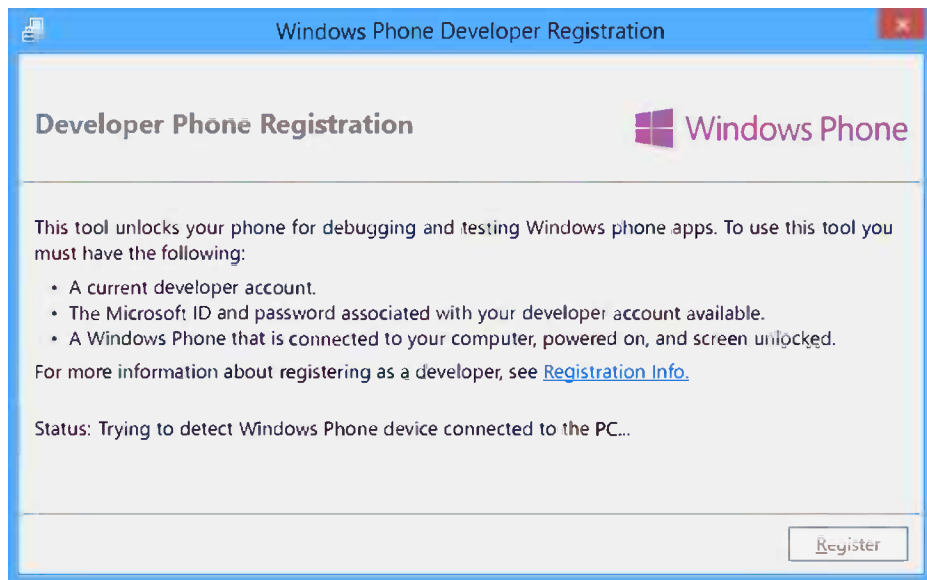 Windows Phone Developer Registration
Developer Phone Registration
Windows Phone
This tool unlocks your phone for debugging and testing Windows phone apps. To use this tool you
must have the following:
• A current developer account.
• The Microsoft ID and password associated with your developer account available.
• A Windows Phone that is connected to your computer, powered on, and screen unlocked.
For more information about registering as a developer, see Registration Info.
Status: Trying to detect Windows Phone device connected to the PC...
Register